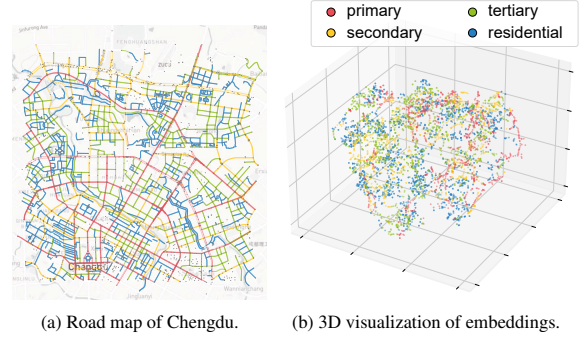 primary
tertiary
secondary
residential
(a) Road map of Chengdu.
(b) 3D visualization of embeddings.